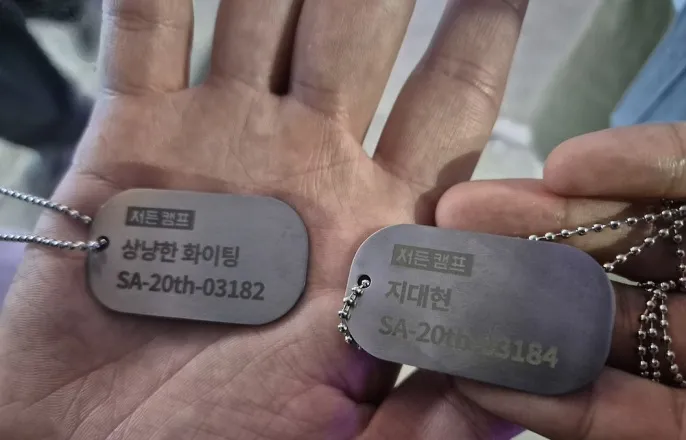 서든 캠프
상냥한 화이팅
SA-20th-03182
서든 캠프
지대현
SA-20th-03184